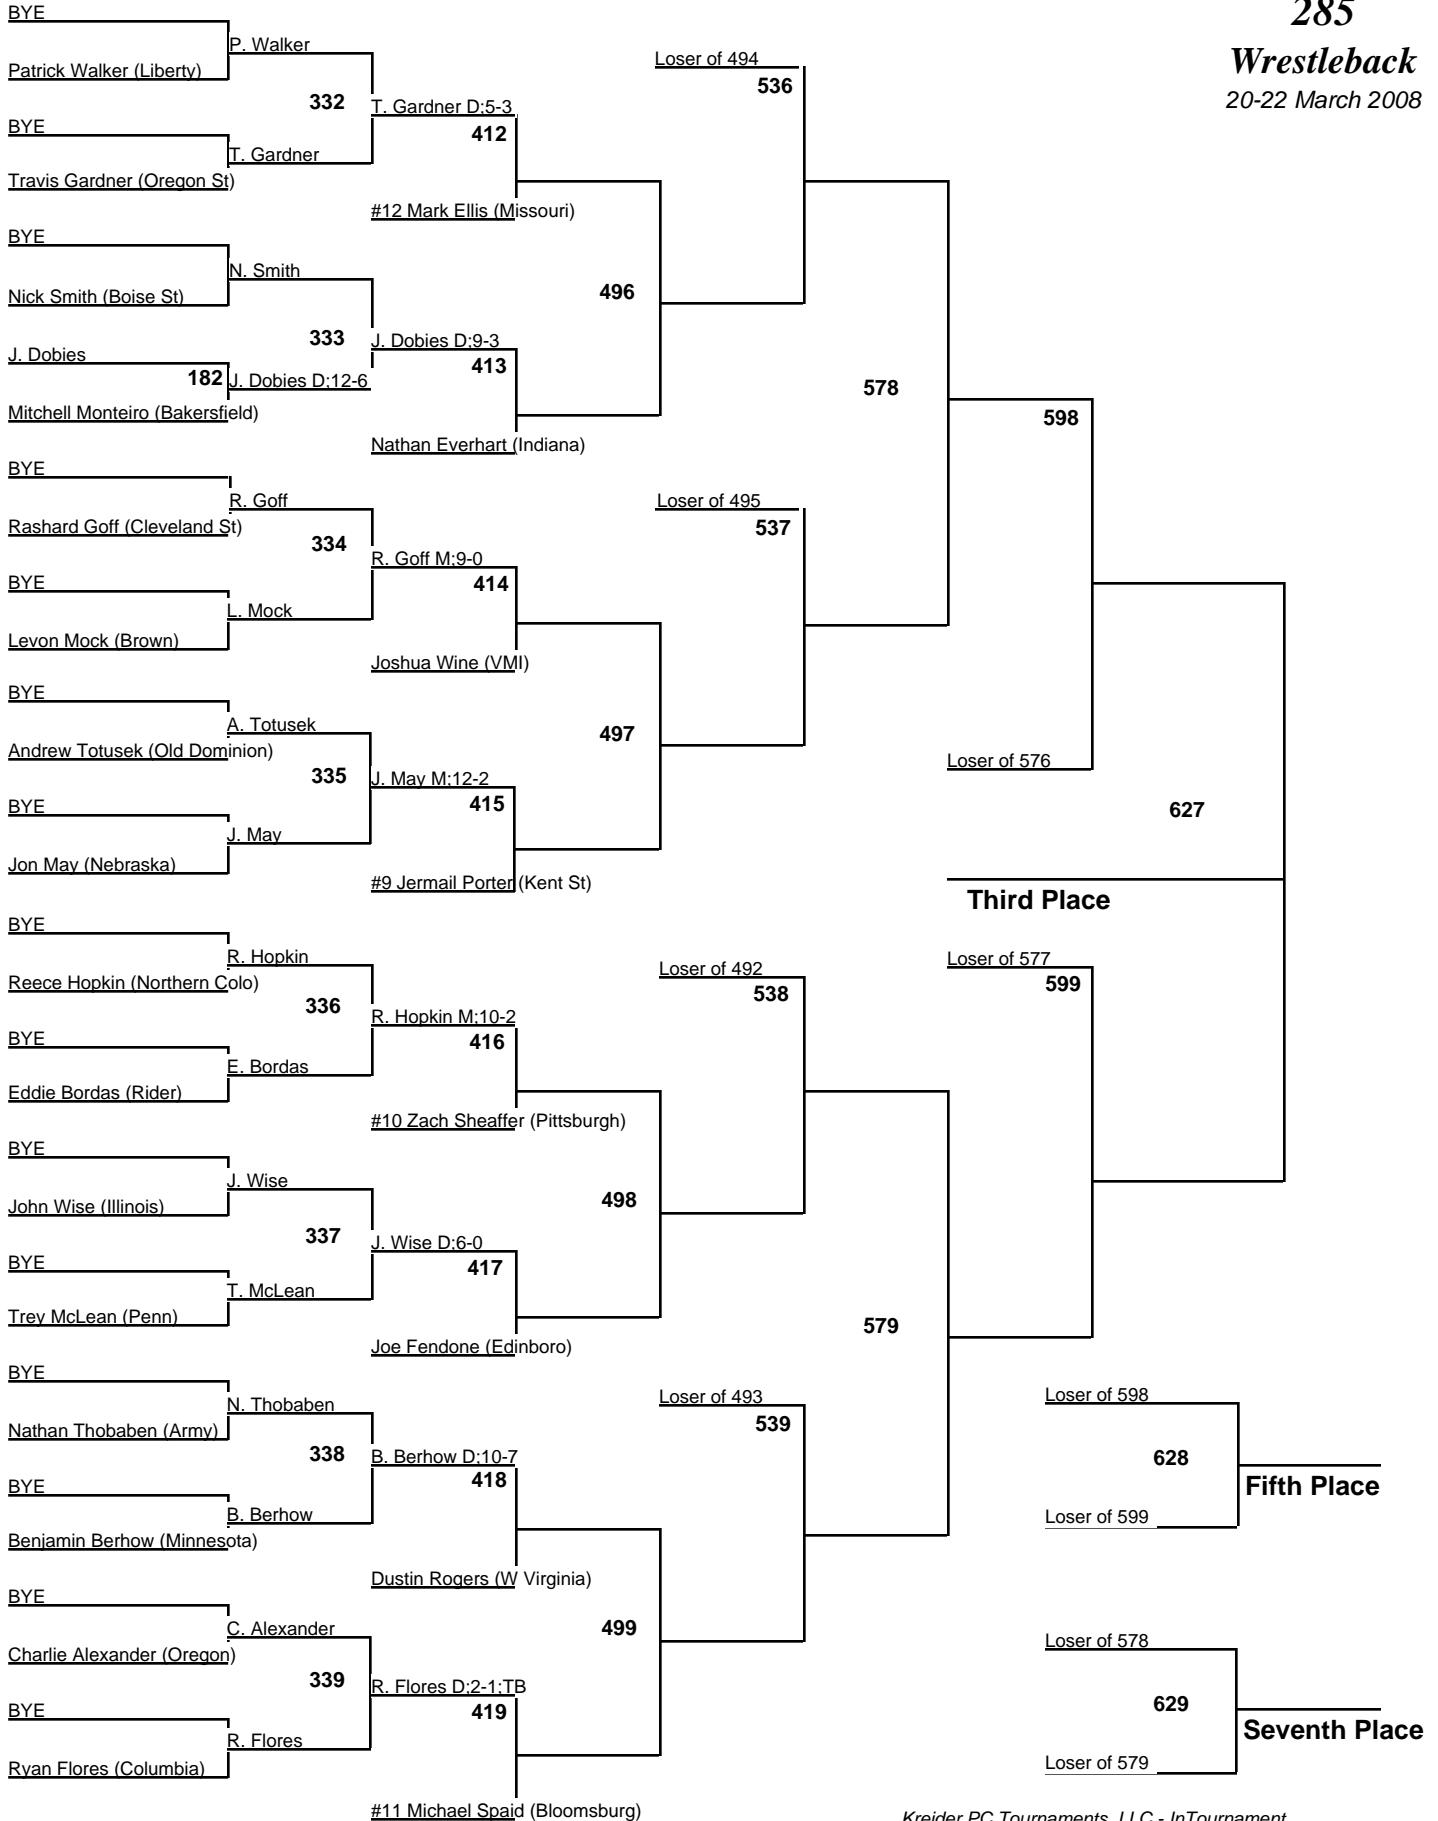 285
Wrestleback
20-22 March 2008
BYE
P. Walker
Patrick Walker (Liberty)
332
BYE
T. Gardner
Travis Gardner (Oregon St)
T. Gardner D;5-3
412
#12 Mark Ellis (Missouri)
BYE
N. Smith
Nick Smith (Boise St)
333
J. Dobies
182
J. Dobies D;12-6
Mitchell Monteiro (Bakersfield)
J. Dobies D;9-3
413
Nathan Everhart (Indiana)
496
Loser of 494
536
BYE
R. Goff
Rashard Goff (Cleveland St)
334
BYE
L. Mock
Levon Mock (Brown)
R. Goff M;9-0
414
Joshua Wine (VMI)
BYE
A. Totusek
Andrew Totusek (Old Dominion)
335
BYE
J. May
Jon May (Nebraska)
J. May M;12-2
415
#9 Jermail Porter (Kent St)
497
Loser of 495
537
578
598
Loser of 576
627
Third Place
BYE
R. Hopkin
Reece Hopkin (Northern Colo)
336
BYE
E. Bordas
Eddie Bordas (Rider)
R. Hopkin M;10-2
416
#10 Zach Sheaffer (Pittsburgh)
BYE
J. Wise
John Wise (Illinois)
337
BYE
T. McLean
Trey McLean (Penn)
J. Wise D;6-0
417
Joe Fendone (Edinboro)
498
Loser of 492
538
Loser of 577
599
BYE
N. Thobaben
Nathan Thobaben (Army)
338
BYE
B. Berhow
Benjamin Berhow (Minnesota)
B. Berhow D;10-7
418
Dustin Rogers (W Virginia)
BYE
C. Alexander
Charlie Alexander (Oregon)
339
BYE
R. Flores
Ryan Flores (Columbia)
R. Flores D;2-1;TB
419
#11 Michael Spaid (Bloomsburg)
499
Loser of 493
539
579
Loser of 598
628
Fifth Place
Loser of 599
Loser of 578
629
Seventh Place
Loser of 579
Kreider PC Tournaments, LLC - InTournament